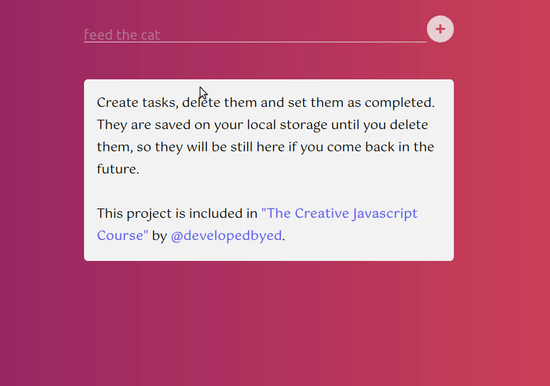 feed the cat
+
Create tasks, delete them and set them as completed.
They are saved on your local storage until you delete
them, so they will be still here if you come back in the
future.
This project is included in "The Creative Javascript
Course" by @developedbyed.